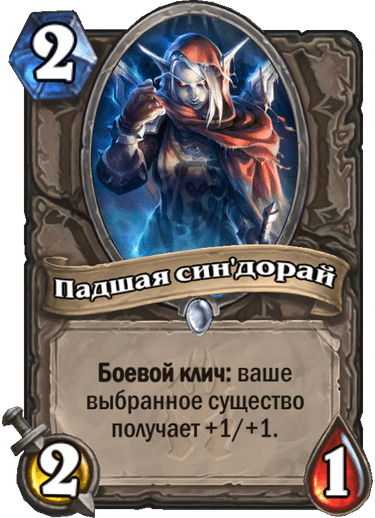 2
Падшая син'дорай
Боевой клич: ваше
выбранное существо
получает +1/+1.
2
1